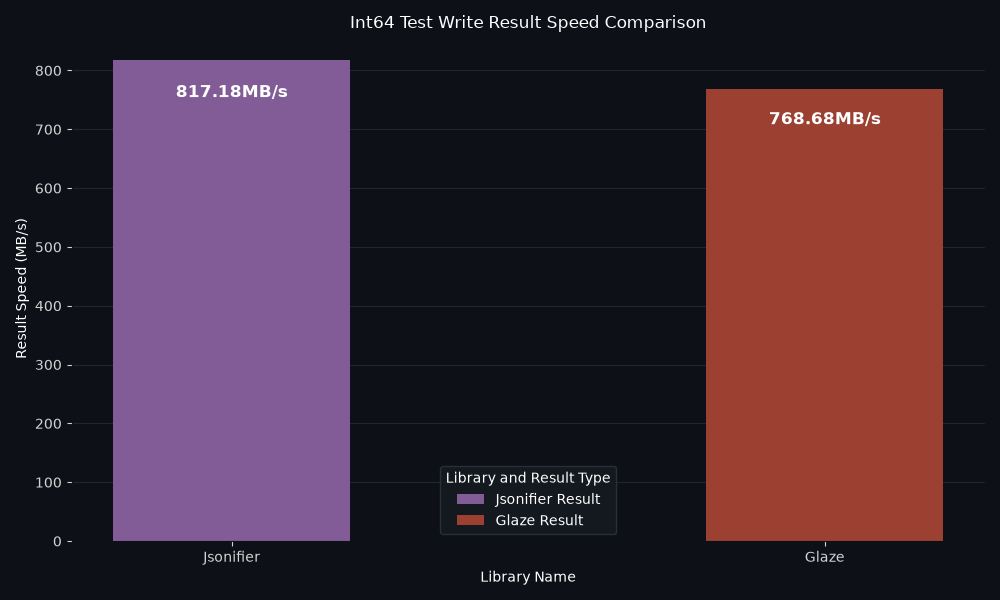 Int64 Test Write Result Speed Comparison
Result Speed (MB/s)
800
700
600
500
400
300
200
100
0
817.18MB/s
768.68MB/s
Library and Result Type
Jsonifier Result
Glaze Result
Jsonifier
Glaze
Library Name